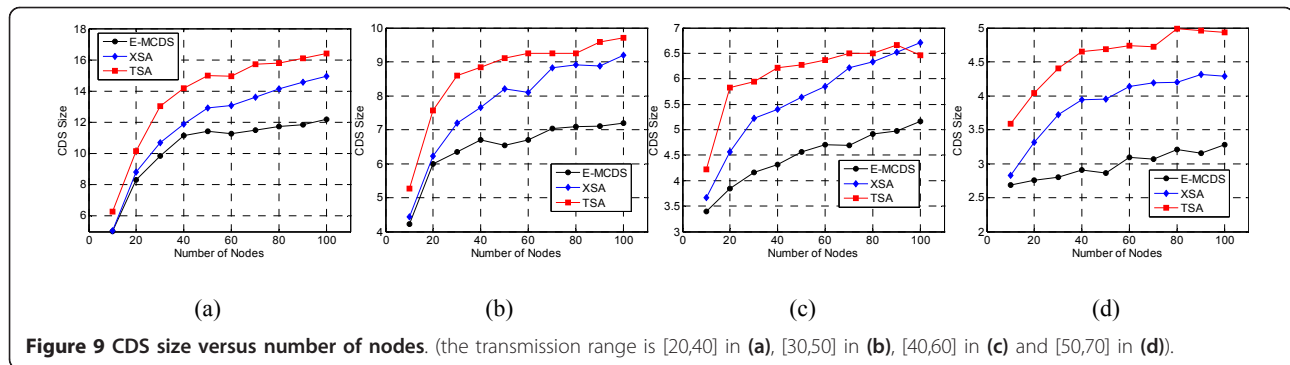 18
16
14
12
10
8
6
0 20 40 60 80 100
Number of Nodes
CDS Size
E-MCDS
XSA
TSA
(a)
10
9
8
7
6
5
4
0 20 40 60 80 100
Number of Nodes
CDS Size
E-MCDS
XSA
TSA
(b)
7
6.5
6
5.5
5
4.5
4
3.5
3
0 20 40 60 80 100
Number of Nodes
CDS Size
E-MCDS
XSA
TSA
(c)
5
4.5
4
3.5
3
2.5
2
0 20 40 60 80 100
Number of Nodes
CDS Size
E-MCDS
XSA
TSA
(d)
Figure 9 CDS size versus number of nodes. (the transmission range is [20,40] in (a), [30,50] in (b), [40,60] in (c) and [50,70] in (d)).